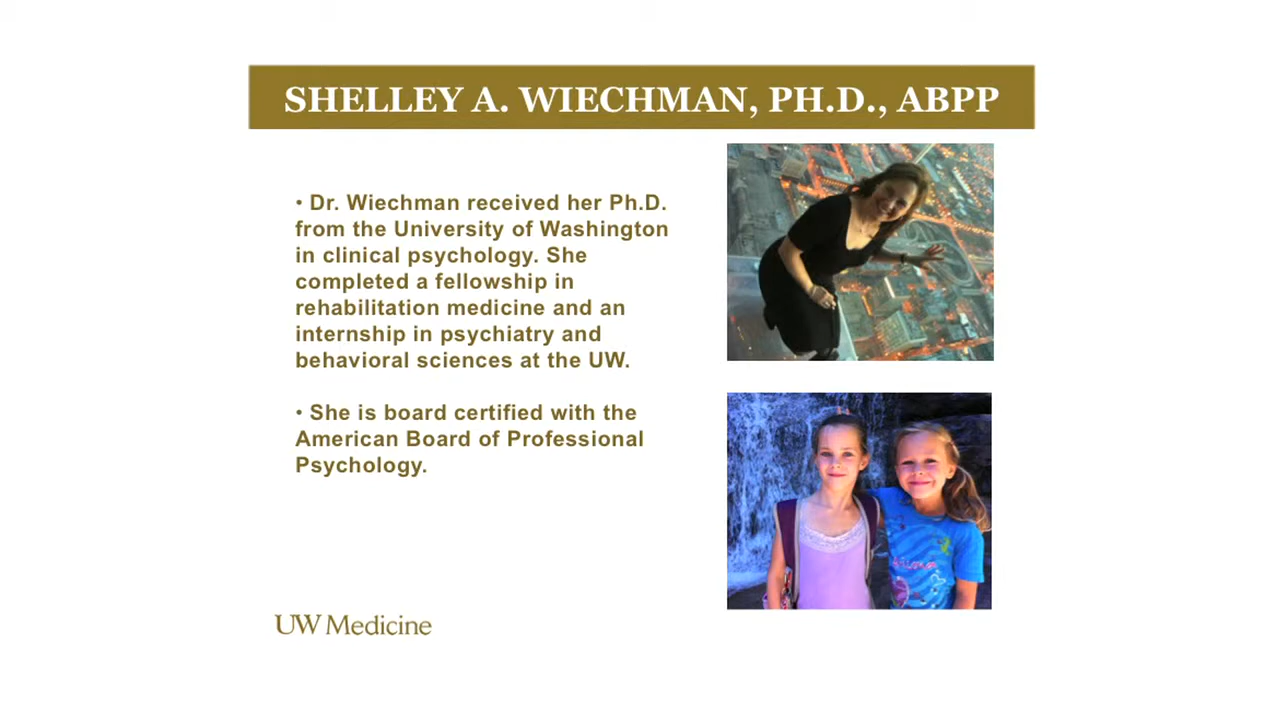 SHELLEY A. WIECHMAN, PH.D., ABPP
• Dr. Wiechman received her Ph.D.
from the University of Washington
in clinical psychology. She
completed a fellowship in
rehabilitation medicine and an
internship in psychiatry and
behavioral sciences at the UW.
• She is board certified with the
American Board of Professional
Psychology.
UW Medicine